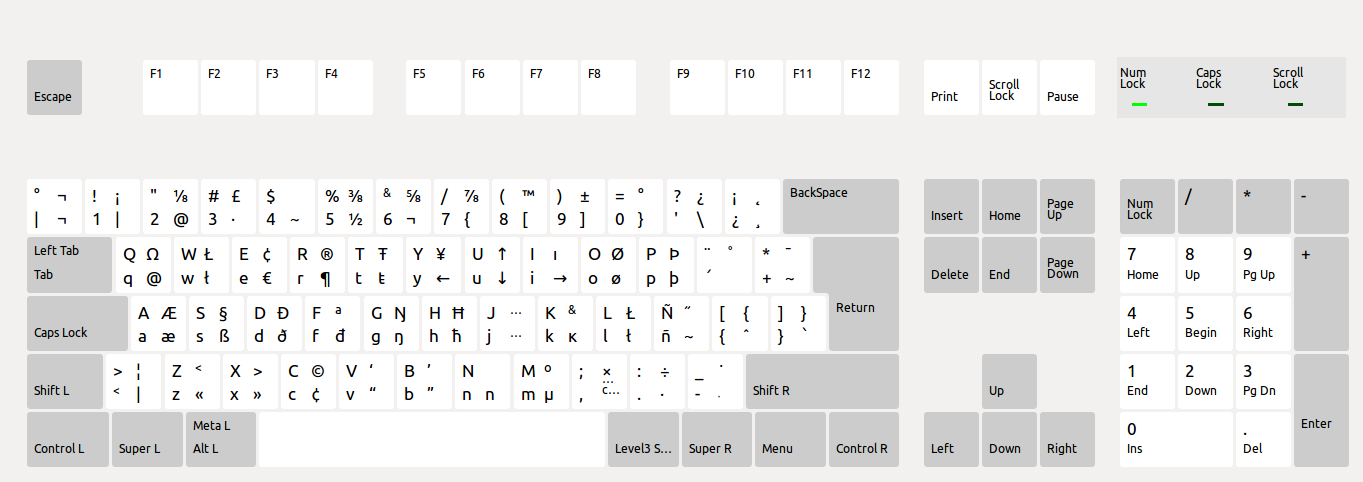 Escape F1 F2 F3 F4 F5 F6 F7 F8 F9 F10 F11 F12 Print Scroll Lock Pause Num Lock Caps Lock Scroll Lock
° ¬ ! ¡ " ⅛ # £ $ % ⅜ & ⅝ / ⅞ ( ™ ) ± = ° ? ¿ ¡ ˛ BackSpace
| ¬ 1 | 2 @ 3 · 4 ~ 5 ½ 6 ¬ 7 { 8 [ 9 ] 0 } ' \ ¿ ¸
Insert Home Page Up Num Lock / * -
Left Tab Q Ω W Ł E ¢ R ® T Ŧ Y ¥ U ↑ I ı O Ø P Þ ¨ ° * ¯
Tab q @ w ł e € r ¶ t ŧ y ← u ↓ i → o ø p þ ´ + ~
Delete End Page Down 7 Home 8 Up 9 Pg Up +
A Æ S § D Ð F ª G Ŋ H Ħ J ... K & L Ł Ñ ˝ [ { ] } Return
Caps Lock a æ s ß d ð f đ g ŋ h ħ j ... k ĸ l ł ñ ~ { ^ } `
4 Left 5 Begin 6 Right
> ¦ Z < X > C © V ‘ B ’ N M º ; × : ÷ _ ˙
Shift L < | z « x » c ¢ v “ b ” n n m µ , ... c... . · - . Shift R
Up 1 End 2 Down 3 Pg Dn Enter
Control L Super L Meta L Alt L Level3 S... Super R Menu Control R
Left Down Right 0 Ins . Del